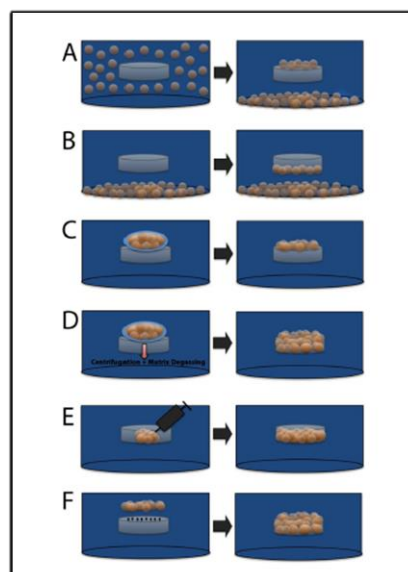 A
B
C
D
Centrifugation + Matrix Degassing
E
F